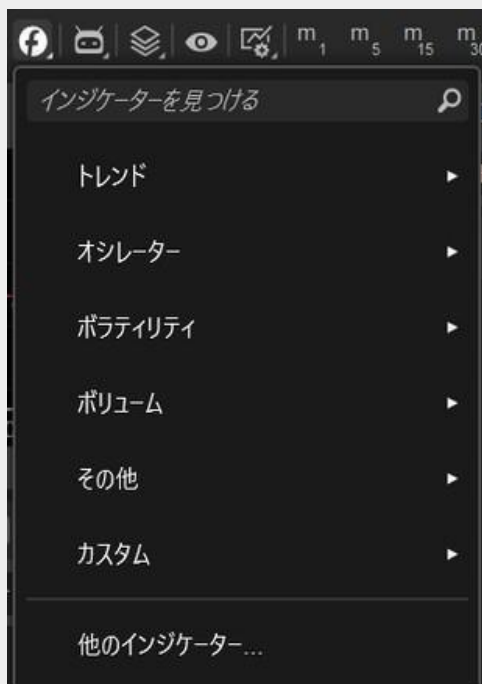 m1 m5 m15 m30
インジケーターを見つける
トレンド
オシレーター
ボラティリティ
ボリューム
その他
カスタム
他のインジケーター...